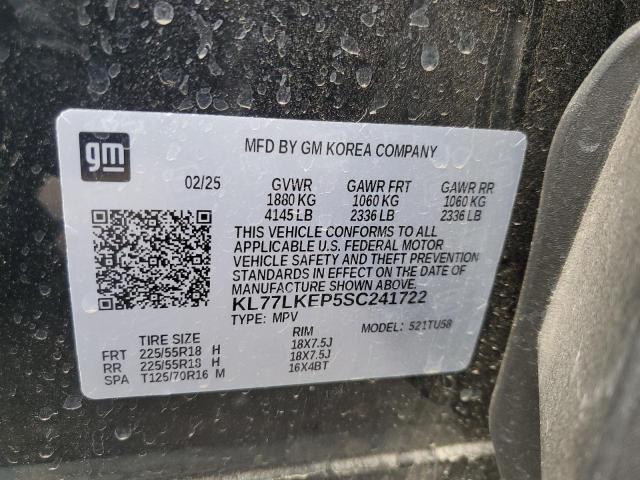 gm
MFD BY GM KOREA COMPANY
02/25 GVWR GAWR FRT GAWR RR
1880 KG 1060 KG 1060 KG
4145 LB 2336 LB 2336 LB
THIS VEHICLE CONFORMS TO ALL
APPLICABLE U.S. FEDERAL MOTOR
VEHICLE SAFETY AND THEFT PREVENTION
STANDARDS IN EFFECT ON THE DATE
OF MANUFACTURE SHOWN ABOVE.
KL77LKEP5SC241722
TYPE: MPV MODEL: 521TU58
TIRE SIZE RIM
FRT 225/55R18 H 18X7.5J
RR 225/55R18 H 18X7.5J
SPA T125/70R16 M 16X4BT